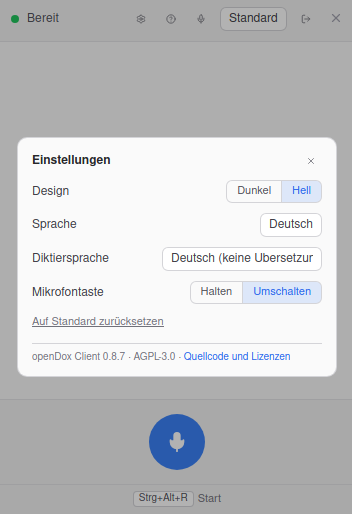 Bereit
Standard
Einstellungen
Design Dunkel Hell
Sprache Deutsch
Diktiersprache Deutsch (keine Übersetzur
Mikrofontaste Halten Umschalten
Auf Standard zurücksetzen
openDox Client 0.8.7 · AGPL-3.0 · Quellcode und Lizenzen
Strg+Alt+R Start